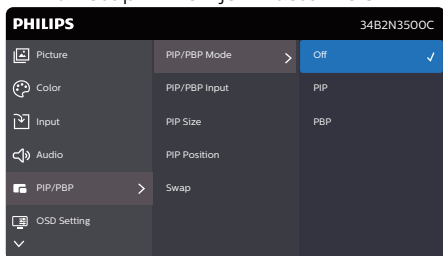 PHILIPS 34B2N3500C
Picture PIP/PBP Mode Off
Color PIP/PBP Input PIP
Input PIP Size PBP
Audio PIP Position
PIP/PBP Swap
OSD Setting